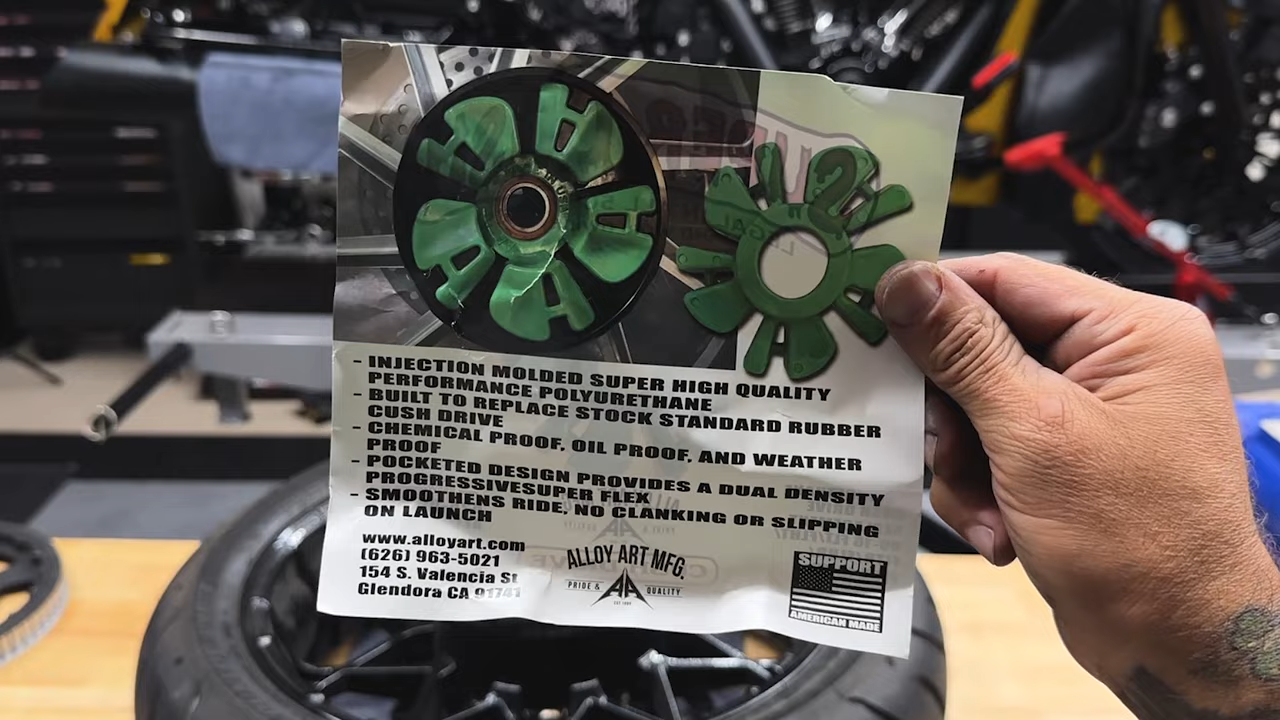 - INJECTION MOLDED SUPER HIGH QUALITY
PERFORMANCE POLYURETHANE
- BUILT TO REPLACE STOCK STANDARD RUBBER
CUSH DRIVE
- CHEMICAL PROOF, OIL PROOF, AND WEATHER
PROOF
- POCKETED DESIGN PROVIDES A DUAL DENSITY
PROGRESSIVESUPER FLEX
- SMOOTHENS RIDE, NO CLANKING OR SLIPPING
ON LAUNCH
www.alloyart.com
(626) 963-5021
154 S. Valencia St
Glendora CA 91741
ALLOY ART MFG.
PRIDE & QUALITY
SUPPORT
AMERICAN MADE